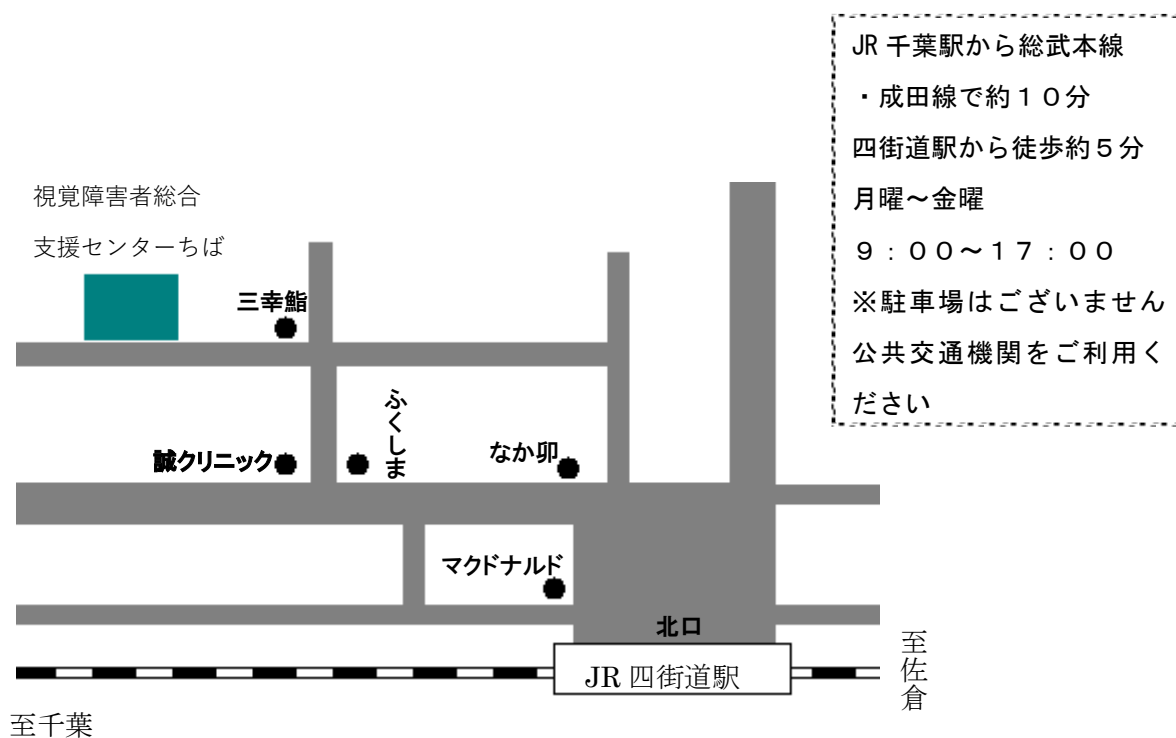 JR 千葉駅から総武本線
・成田線で約１０分
四街道駅から徒歩約５分
月曜～金曜
９：００～１７：００
※駐車場はございません
公共交通機関をご利用く
ださい
視覚障害者総合
支援センターちば
三幸鮨
ふくしま
誠クリニック
なか卯
マクドナルド
北口
JR 四街道駅
至佐倉
至千葉